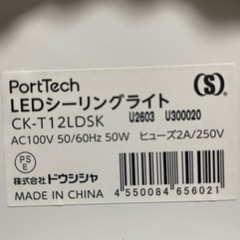 PortTech
(S)
LEDシーリングライト
CK-T12LDSK U2603 U300020
AC100V 50/60Hz 50W ヒューズ2A/250V
PS
E
株式会社ドウシシャ
MADE IN CHINA
4 550084 656021